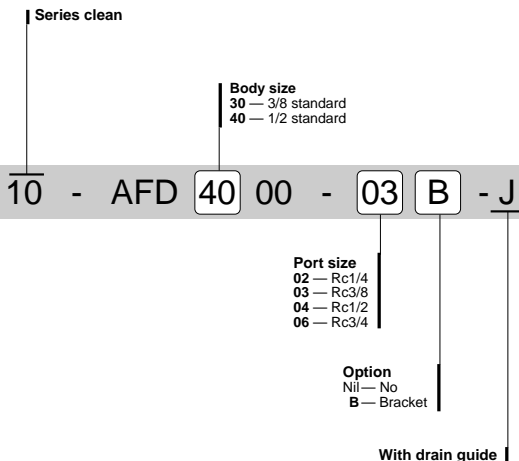 Series clean
Body size
30 — 3/8 standard
40 — 1/2 standard
10 - AFD 40 00 - 03 B - J
Port size
02 — Rc1/4
03 — Rc3/8
04 — Rc1/2
06 — Rc3/4
Option
Nil — No
B — Bracket
With drain guide